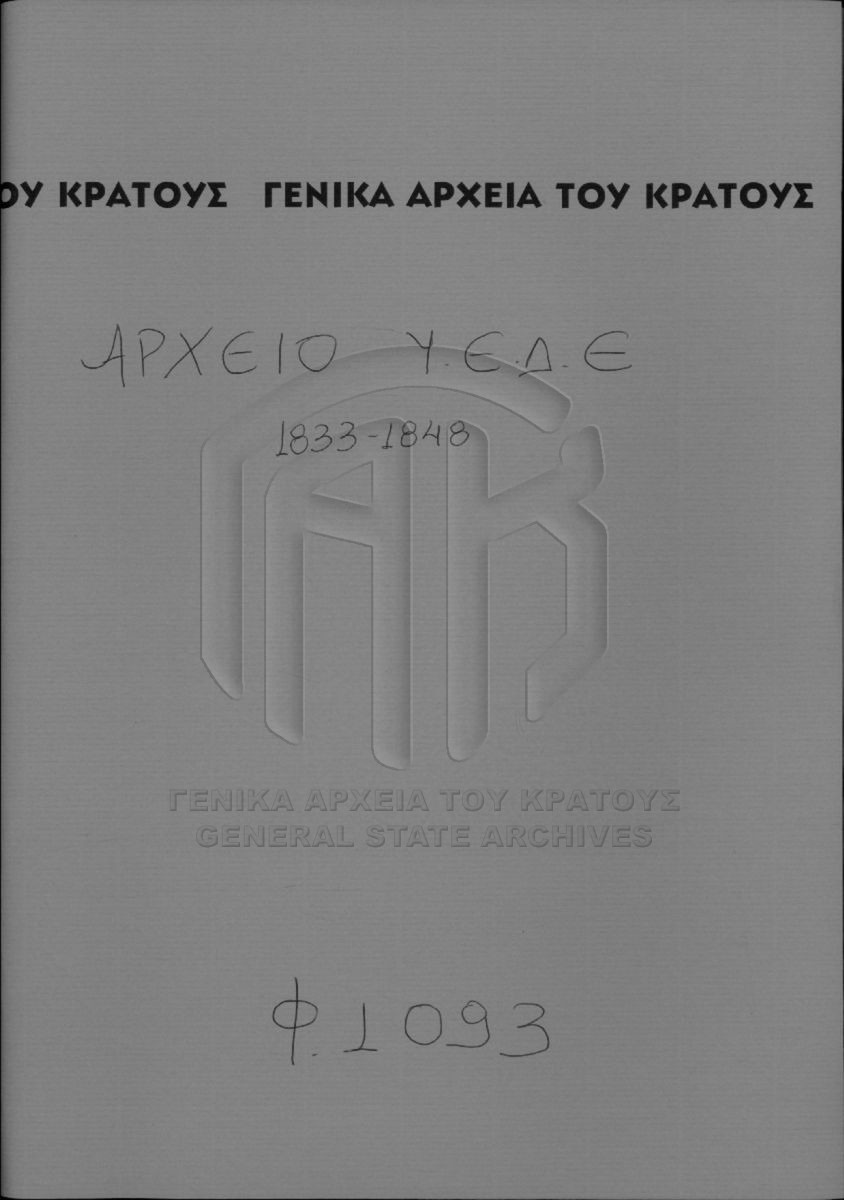 ΟΥ ΚΡΑΤΟΥΣ ΓΕΝΙΚΑ ΑΡΧΕΙΑ ΤΟΥ ΚΡΑΤΟΥΣ
ΑΡΧΕΙΟ Υ.Ε.Δ.Ε
1833-1848
ΓΕΝΙΚΑ ΑΡΧΕΙΑ ΤΟΥ ΚΡΑΤΟΥΣ
GENERAL STATE ARCHIVES
Φ.1093